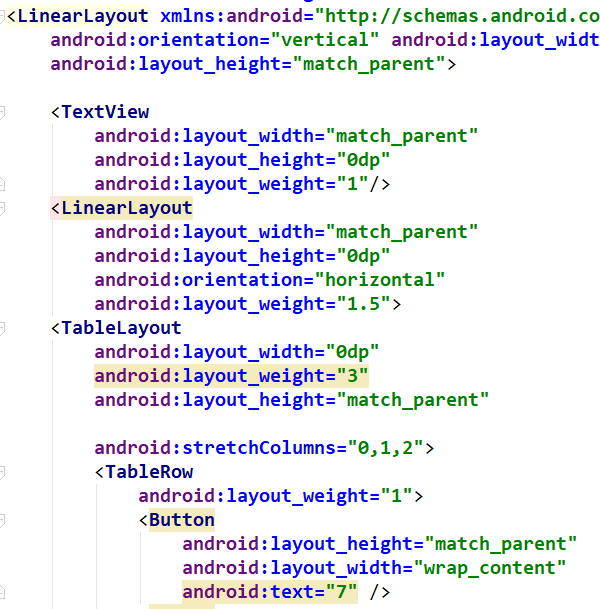 <LinearLayout xmlns:android="http://schemas.android.co
    android:orientation="vertical" android:layout_widt
    android:layout_height="match_parent">
    <TextView
        android:layout_width="match_parent"
        android:layout_height="0dp"
        android:layout_weight="1"/>
    <LinearLayout
        android:layout_width="match_parent"
        android:layout_height="0dp"
        android:orientation="horizontal"
        android:layout_weight="1.5">
    <TableLayout
        android:layout_width="0dp"
        android:layout_weight="3"
        android:layout_height="match_parent"
        android:stretchColumns="0,1,2">
        <TableRow
            android:layout_weight="1">
            <Button
                android:layout_height="match_parent"
                android:layout_width="wrap_content"
                android:text="7" />